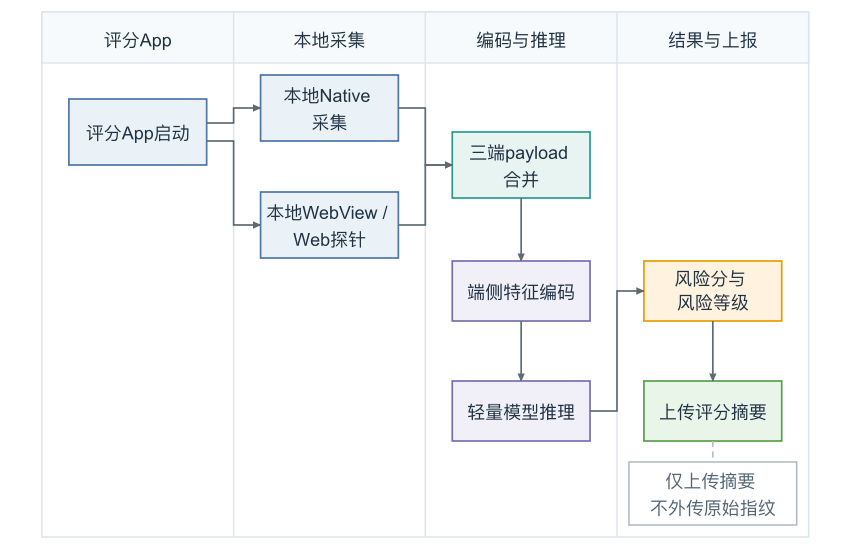 评分App
本地采集
编码与推理
结果与上报
评分App启动
本地Native
采集
本地WebView /
Web探针
三端payload
合并
端侧特征编码
轻量模型推理
风险分与
风险等级
上传评分摘要
仅上传摘要
不外传原始指纹